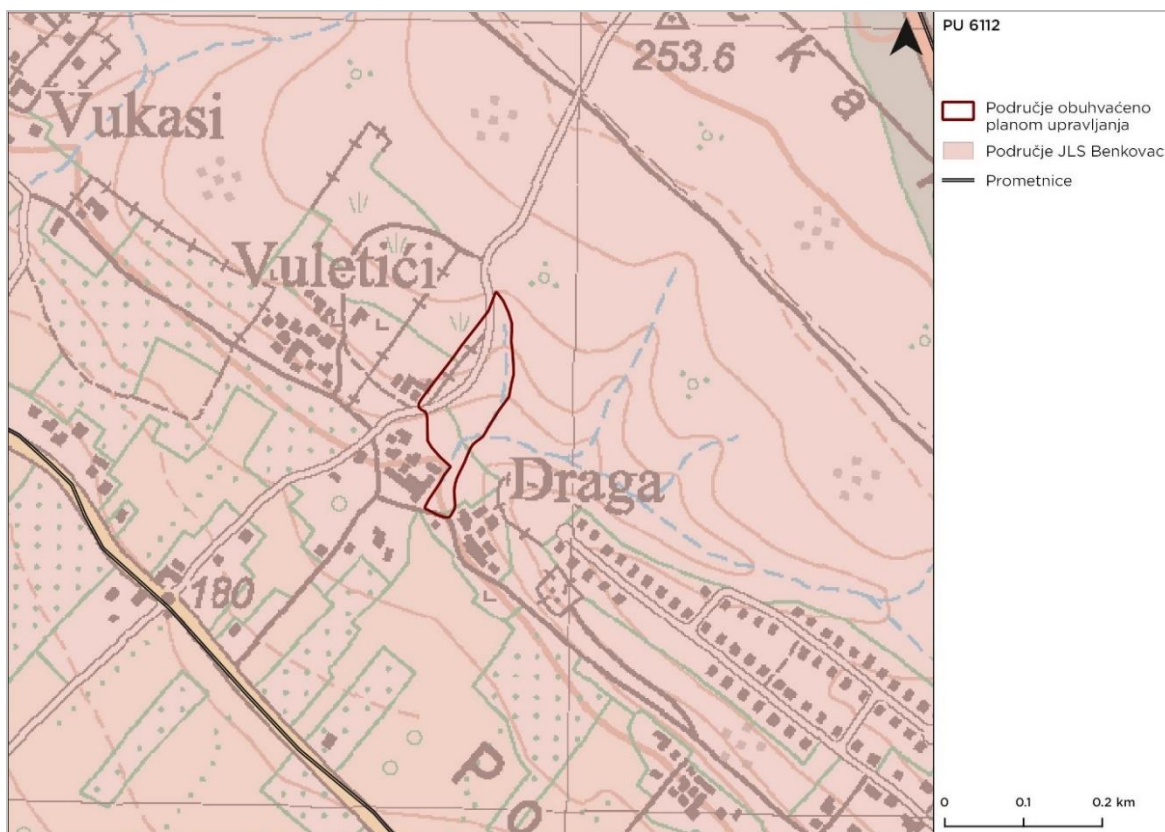 PU 6112
Područje obuhvaćeno
planom upravljanja
Područje JLS Benkovac
Prometnice
253.6
k
a
Vukasi
Vuletići
Draga
180
P
o
0 0.1 0.2 km